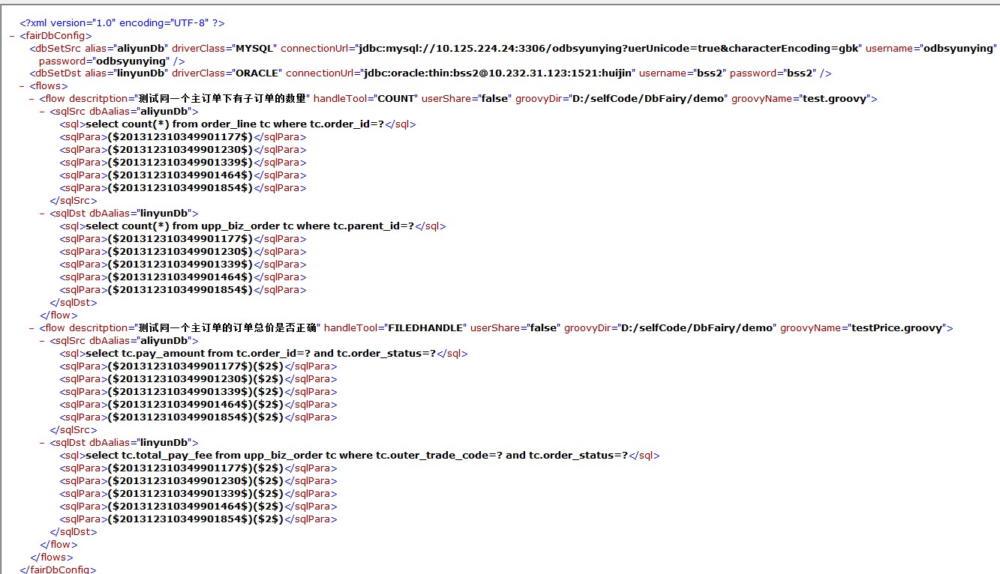 <?xml version="1.0" encoding="UTF-8" ?>
- <fairDbConfig>
<dbSetSrc alias="aliyunDb" driverClass="MYSQL" connectionUrl="jdbc:mysql://10.125.224.24:3306/odbsyunying?uerUnicode=true&characterEncoding=gbk" username="odbsyunying"
password="odbsyunying" />
<dbSetDst alias="linyunDb" driverClass="ORACLE" connectionUrl="jdbc:oracle:thin:bss2@10.232.31.123:1521:huijin" username="bss2" password="bss2" />
- <flows>
- <flow descritption="测试同一个主订单下有子订单的数量" handleTool="COUNT" userShare="false" groovyDir="D:/selfCode/DbFairy/demo" groovyName="test.groovy">
- <sqlSrc dbAalias="aliyunDb">
<sql>select count(*) from order_line tc where tc.order_id=?</sql>
<sqlPara>($201312310349901177$)</sqlPara>
<sqlPara>($201312310349901230$)</sqlPara>
<sqlPara>($201312310349901339$)</sqlPara>
<sqlPara>($201312310349901464$)</sqlPara>
<sqlPara>($201312310349901854$)</sqlPara>
</sqlSrc>
- <sqlDst dbAalias="linyunDb">
<sql>select count(*) from upp_biz_order tc where tc.parent_id=?</sql>
<sqlPara>($201312310349901177$)</sqlPara>
<sqlPara>($201312310349901230$)</sqlPara>
<sqlPara>($201312310349901339$)</sqlPara>
<sqlPara>($201312310349901464$)</sqlPara>
<sqlPara>($201312310349901854$)</sqlPara>
</sqlDst>
</flow>
- <flow descritption="测试同一个主订单的订单总价是否正确" handleTool="FILEDHANDLE" userShare="false" groovyDir="D:/selfCode/DbFairy/demo" groovyName="testPrice.groovy">
- <sqlSrc dbAalias="aliyunDb">
<sql>select tc.pay_amount from tc.order_id=? and tc.order_status=?</sql>
<sqlPara>($201312310349901177$)($2$)</sqlPara>
<sqlPara>($201312310349901230$)($2$)</sqlPara>
<sqlPara>($201312310349901339$)($2$)</sqlPara>
<sqlPara>($201312310349901464$)($2$)</sqlPara>
<sqlPara>($201312310349901854$)($2$)</sqlPara>
</sqlSrc>
- <sqlDst dbAalias="linyunDb">
<sql>select tc.total_pay_fee from upp_biz_order tc where tc.outer_trade_code=? and tc.order_status=?</sql>
<sqlPara>($201312310349901177$)($2$)</sqlPara>
<sqlPara>($201312310349901230$)($2$)</sqlPara>
<sqlPara>($201312310349901339$)($2$)</sqlPara>
<sqlPara>($201312310349901464$)($2$)</sqlPara>
<sqlPara>($201312310349901854$)($2$)</sqlPara>
</sqlDst>
</flow>
</flows>
</fairDbConfig>